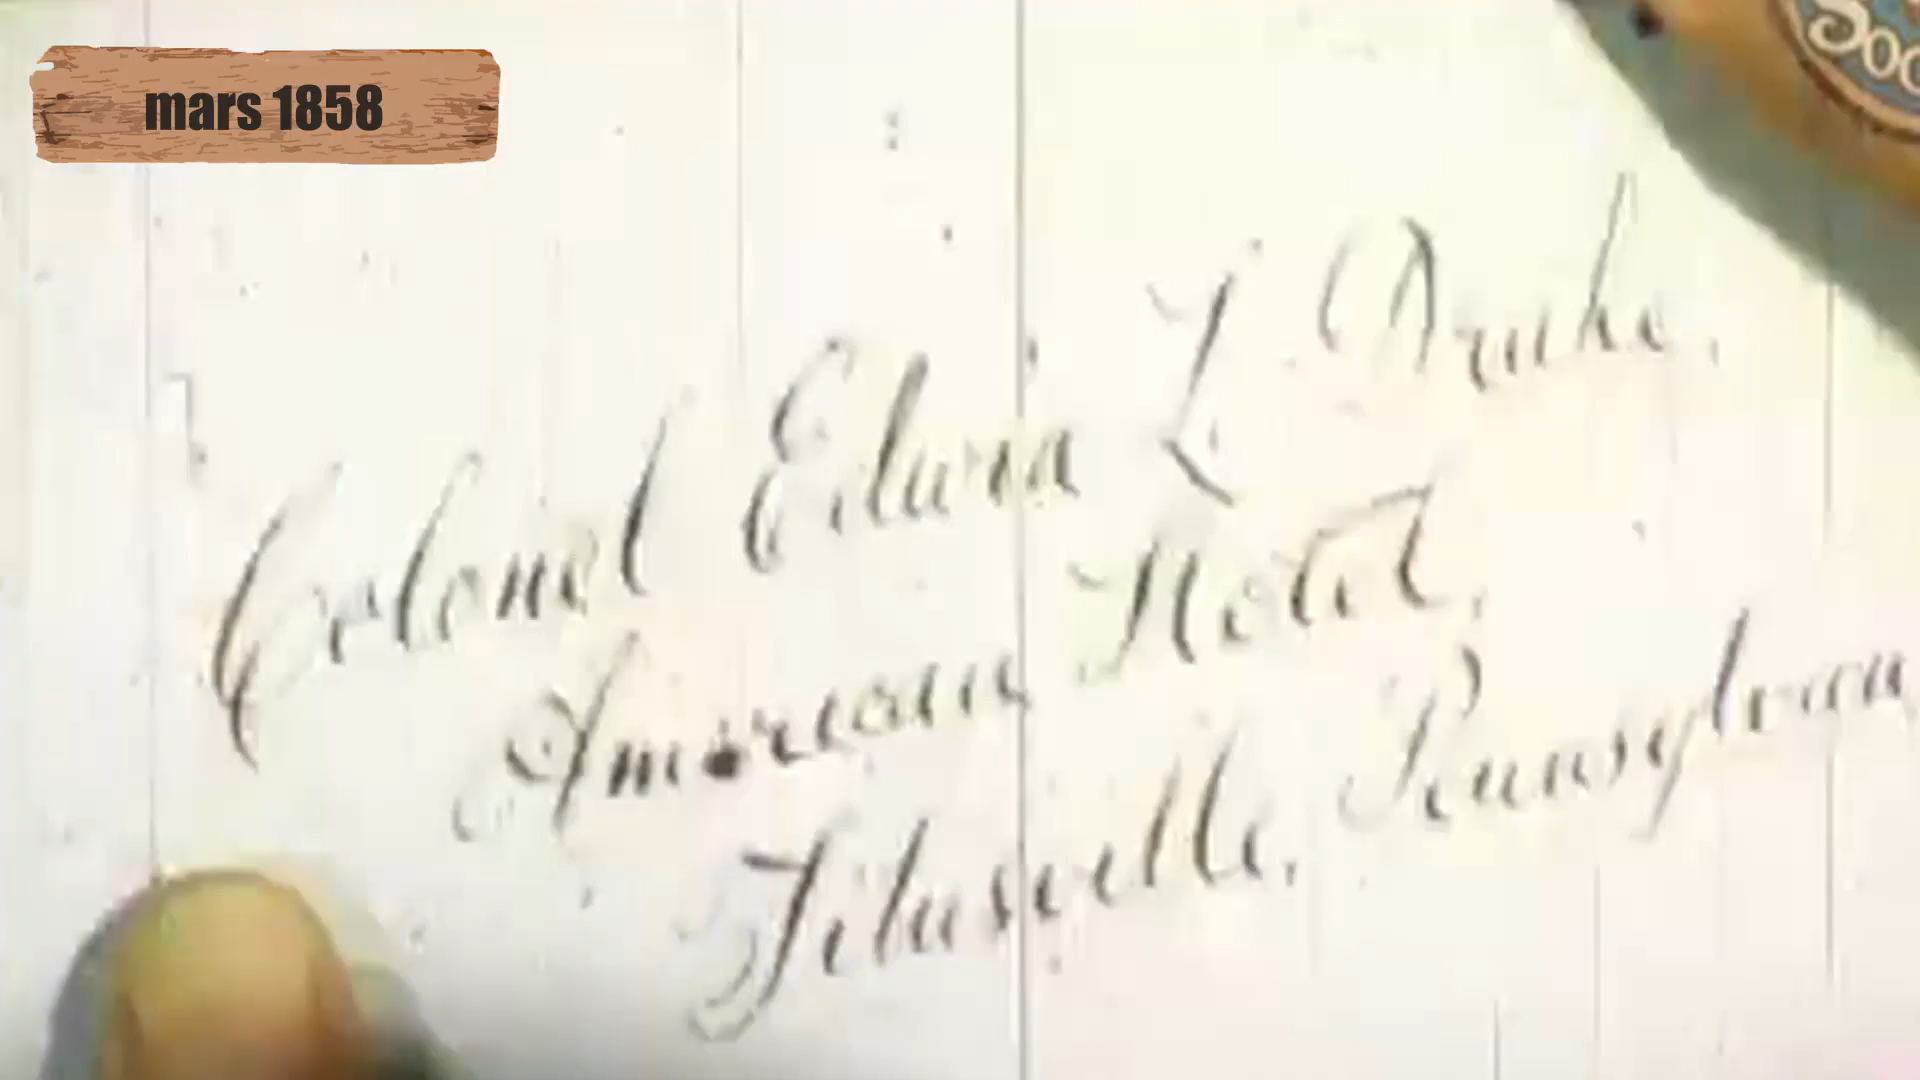 mars 1858
Colonel Edwin L. Drake,
American Hotel,
Titusville, Pennsylvan